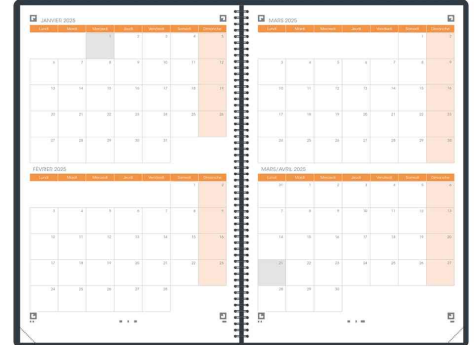 JANVIER 2025
Lundi Mardi Mercredi Jeudi Vendredi Samedi Dimanche
1 2 3 4 5
6 7 8 9 10 11 12
13 14 15 16 17 18 19
20 21 22 23 24 25 26
27 28 29 30 31
FÉVRIER 2025
Lundi Mardi Mercredi Jeudi Vendredi Samedi Dimanche
1 2
3 4 5 6 7 8 9
10 11 12 13 14 15 16
17 18 19 20 21 22 23
24 25 26 27 28
MARS 2025
Lundi Mardi Mercredi Jeudi Vendredi Samedi Dimanche
1 2
3 4 5 6 7 8 9
10 11 12 13 14 15 16
17 18 19 20 21 22 23
24 25 26 27 28 29 30
MARS / AVRIL 2025
Lundi Mardi Mercredi Jeudi Vendredi Samedi Dimanche
31 1 2 3 4 5 6
7 8 9 10 11 12 13
14 15 16 17 18 19 20
21 22 23 24 25 26 27
28 29 30